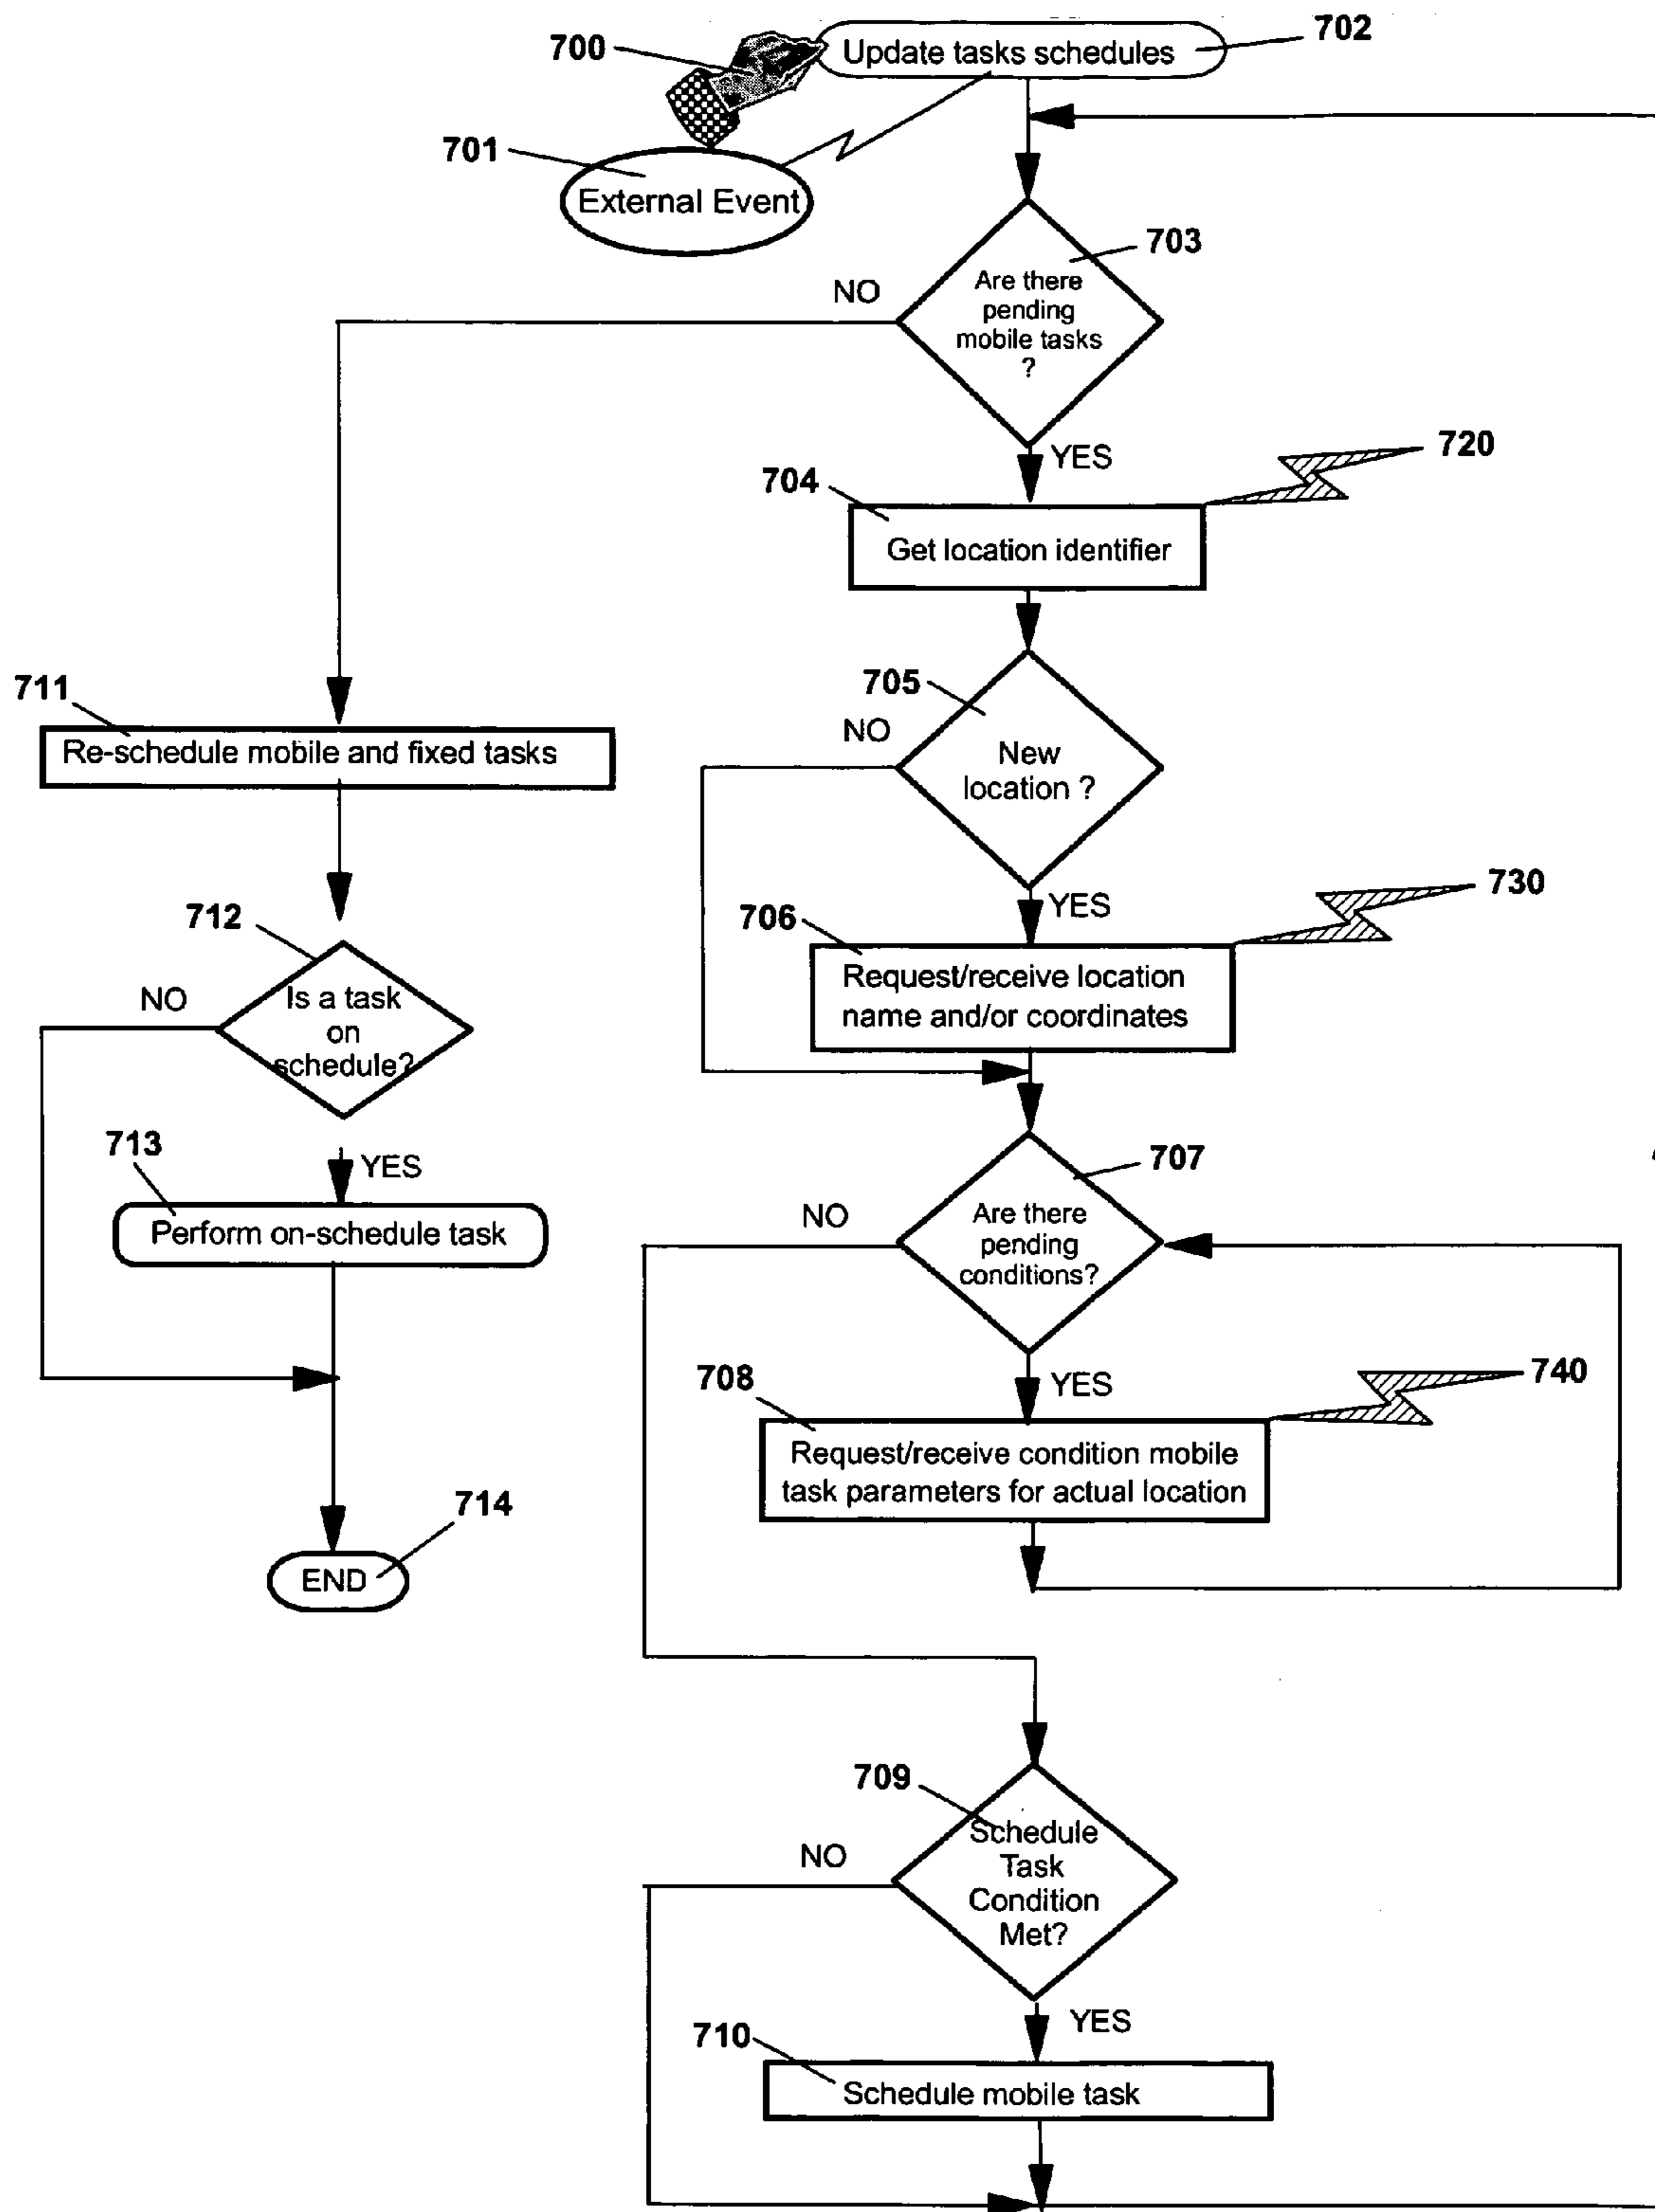 700
Update tasks schedules
702
701
External Event
703
Are there
pending
mobile tasks
?
NO
YES
720
704
Get location identifier
711
Re-schedule mobile and fixed tasks
705
NO
New
location ?
YES
730
706
Request/receive location
name and/or coordinates
712
NO
Is a task
on
schedule?
YES
713
Perform on-schedule task
707
NO
Are there
pending
conditions?
YES
740
708
Request/receive condition mobile
task parameters for actual location
714
END
709
NO
Schedule
Task
Condition
Met?
YES
710
Schedule mobile task